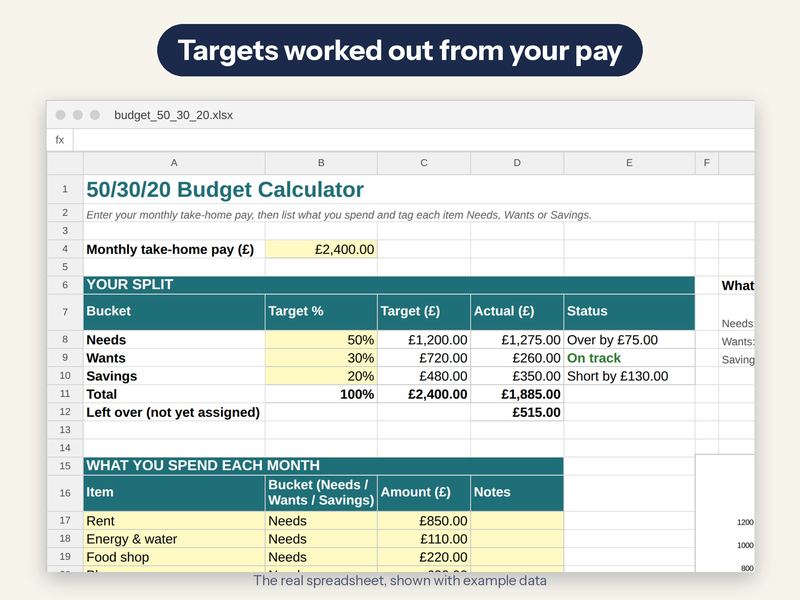 Targets worked out from your pay
budget_50_30_20.xlsx
fx
A B C D E F
1 50/30/20 Budget Calculator
2 Enter your monthly take-home pay, then list what you spend and tag each item Needs, Wants or Savings.
3
4 Monthly take-home pay (£) £2,400.00
5
6 YOUR SPLIT What
7 Bucket Target % Target (£) Actual (£) Status
Needs
8 Needs 50% £1,200.00 £1,275.00 Over by £75.00
Wants:
9 Wants 30% £720.00 £260.00 On track
Saving
10 Savings 20% £480.00 £350.00 Short by £130.00
11 Total 100% £2,400.00 £1,885.00
12 Left over (not yet assigned) £515.00
13
14
15 WHAT YOU SPEND EACH MONTH
16 Item Bucket (Needs / Wants / Savings) Amount (£) Notes
17 Rent Needs £850.00
1200
18 Energy & water Needs £110.00
1000
19 Food shop Needs £220.00
800
The real spreadsheet, shown with example data